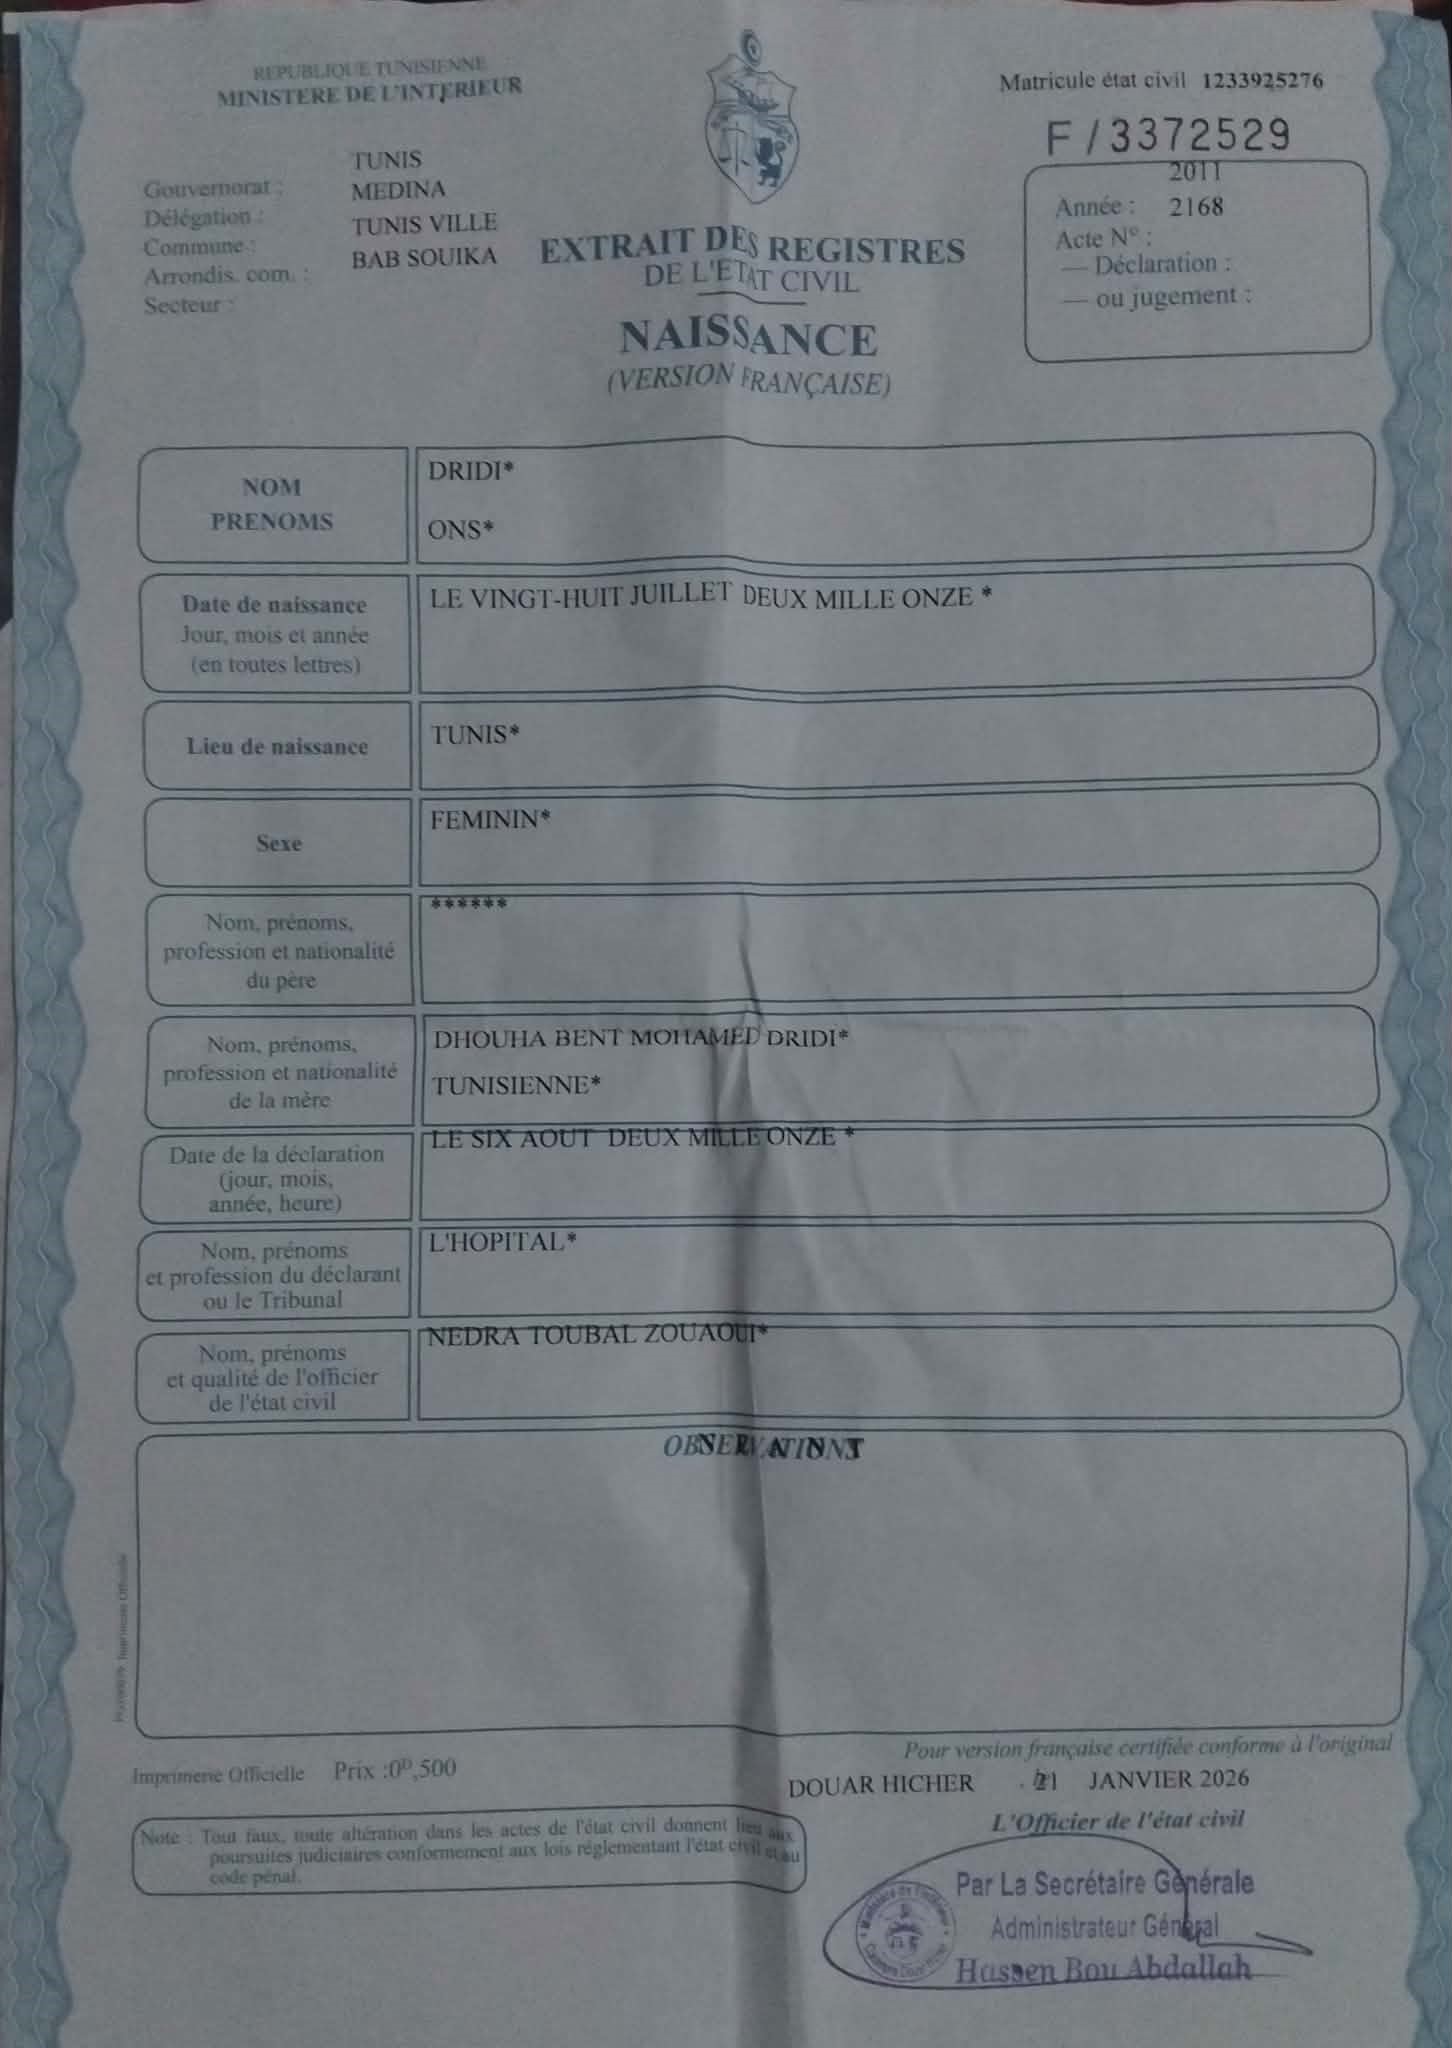 REPUBLIQUE TUNISIENNE
MINISTERE DE L'INTERIEUR
Matricule état civil 1233925276
F/3372529
TUNIS
Gouvernorat : MEDINA
Délégation : TUNIS VILLE
Commune : BAB SOUIKA
Arrondis. com. :
Secteur :
EXTRAIT DES REGISTRES
DE L'ETAT CIVIL
NAISSANCE
(VERSION FRANÇAISE)
2011
Année : 2168
Acte N° :
— Déclaration :
— ou jugement :
NOM
PRENOMS
DRIDI*
ONS*
Date de naissance
Jour, mois et année
(en toutes lettres)
LE VINGT-HUIT JUILLET DEUX MILLE ONZE *
Lieu de naissance
TUNIS*
Sexe
FEMININ*
Nom, prénoms,
profession et nationalité
du père
******
Nom, prénoms,
profession et nationalité
de la mère
DHOUHA BENT MOHAMED DRIDI*
TUNISIENNE*
Date de la déclaration
(jour, mois,
année, heure)
LE SIX AOUT DEUX MILLE ONZE *
Nom, prénoms
et profession du déclarant
ou le Tribunal
L'HOPITAL*
Nom, prénoms
et qualité de l'officier
de l'état civil
NEDRA TOUBAL ZOUAOUI*
OBSERVATIONS
Imprimerie Officielle
Pour version française certifiée conforme à l'original
Imprimerie Officielle Prix :0D,500
DOUAR HICHER JANVIER 2026
L'Officier de l'état civil
Note : Tout faux, toute altération dans les actes de l'état civil donnent lieu aux
poursuites judiciaires conformement aux lois réglementant l'état civil et au
code pénal.
Par La Secrétaire Générale
Administrateur Général
Hassen Bou Abdallah